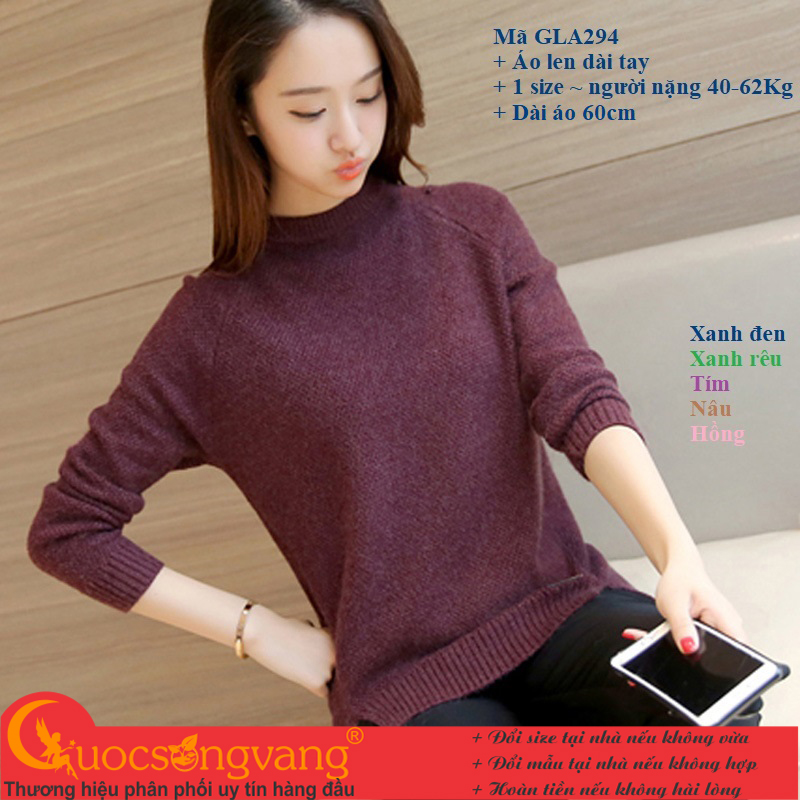 Mã GLA294
+ Áo len dài tay
+ 1 size ~ người nặng 40-62Kg
+ Dài áo 60cm
Xanh đen
Xanh rêu
Tím
Nâu
Hồng
Cuocsongvang®
Thương hiệu phân phối uy tín hàng đầu
+ Đổi size tại nhà nếu không vừa
+ Đổi mẫu tại nhà nếu không hợp
+ Hoàn tiền nếu không hài lòng